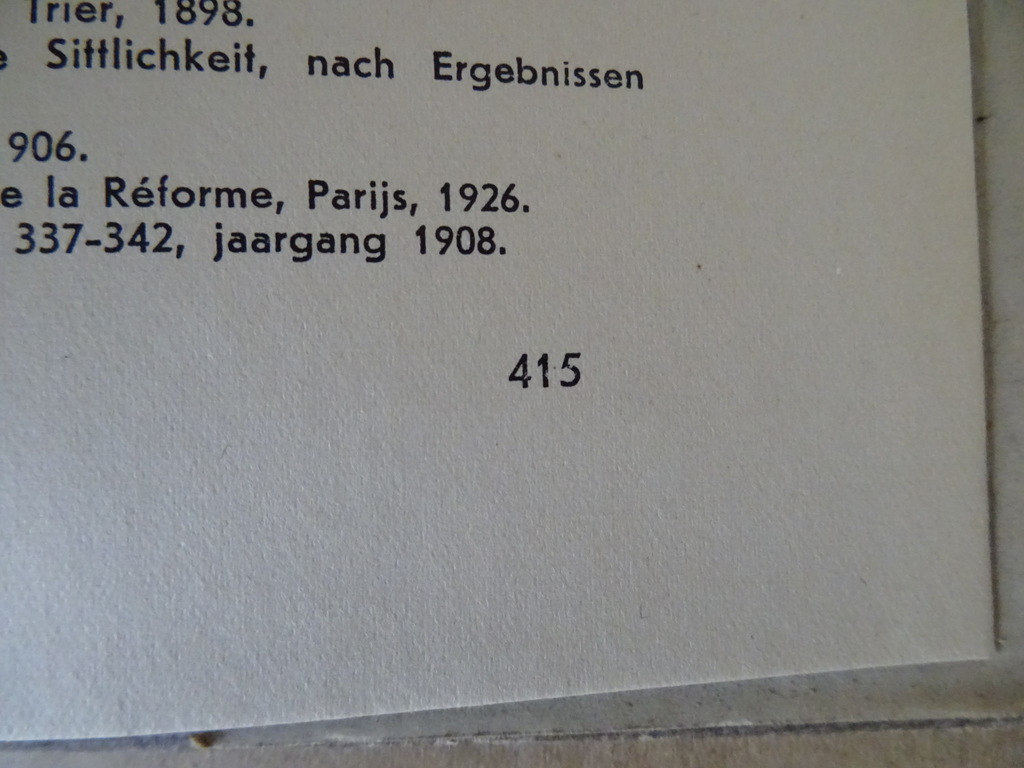 Trier, 1898.
e Sittlichkeit, nach Ergebnissen
906.
e la Réforme, Parijs, 1926.
337-342, jaargang 1908.
415